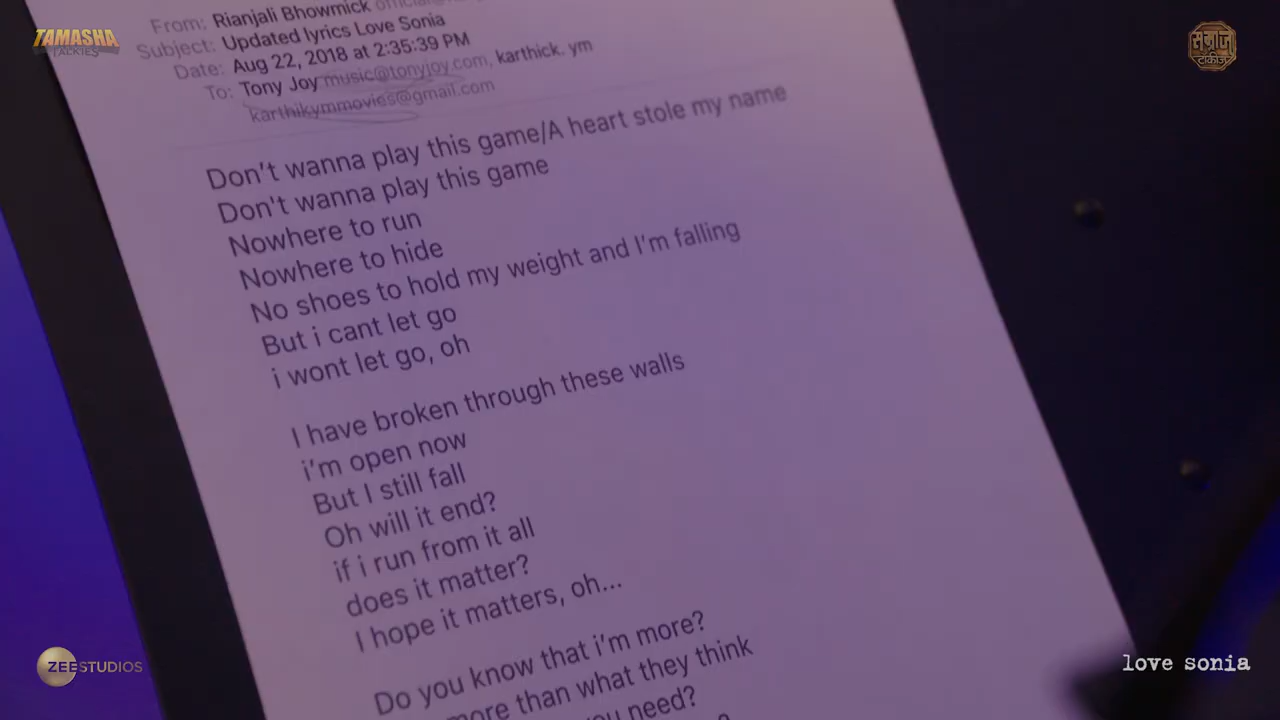 TAMASHA
TALKIES
सम्राज्ञी
टॉकीज
From: Rianjali Bhowmick
Subject: Updated lyrics Love Sonia
Date: Aug 22, 2018 at 2:35:39 PM
To: Tony Joy music@tonyjoy.com, karthick. ym
karthikymmovies@gmail.com
Don't wanna play this game/A heart stole my name
Don't wanna play this game
Nowhere to run
Nowhere to hide
No shoes to hold my weight and I'm falling
But i cant let go
i wont let go, oh
I have broken through these walls
i'm open now
But I still fall
Oh will it end?
if i run from it all
does it matter?
I hope it matters, oh...
Do you know that i'm more?
more than what they think
you need?
ZEE STUDIOS
love sonia